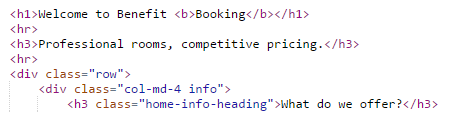 <h1>Welcome to Benefit <b>Booking</b></h1>
<hr>
<h3>Professional rooms, competitive pricing.</h3>
<hr>
<div class="row">
<div class="col-md-4 info">
<h3 class="home-info-heading">What do we offer?</h3>